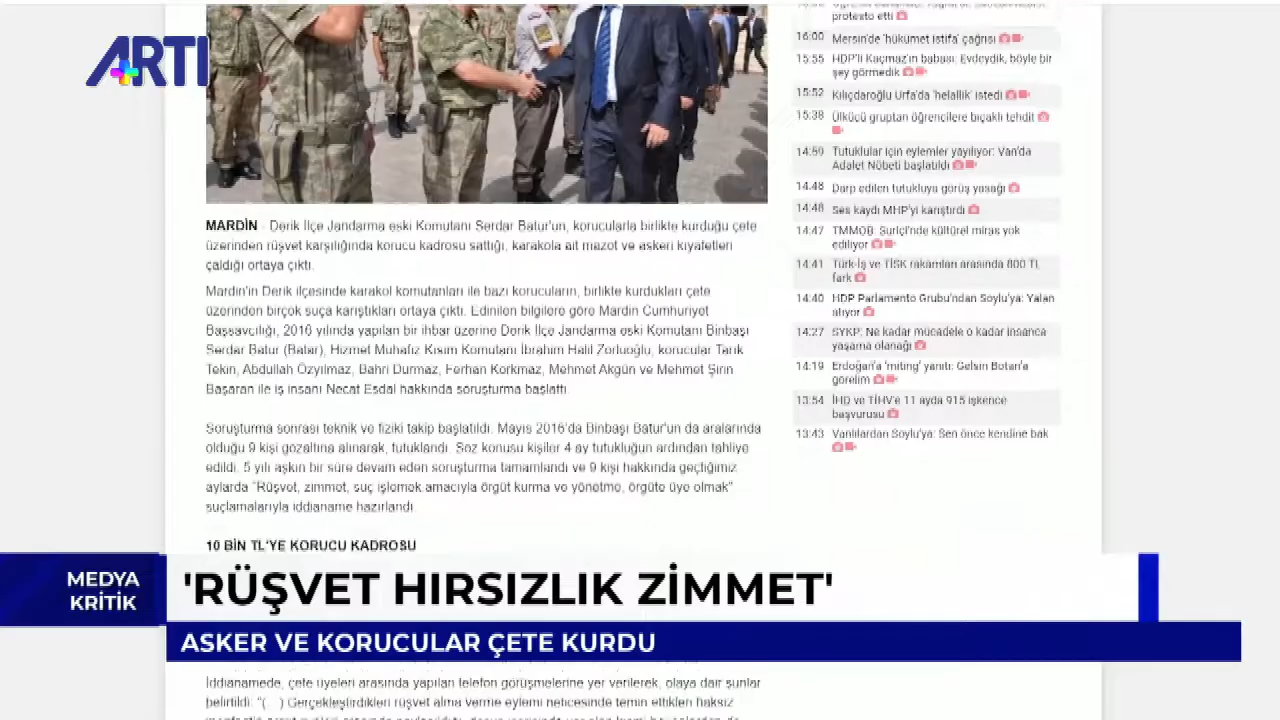 ARTI
MARDİN - Derik İlçe Jandarma eski Komutanı Serdar Batur'un, korucularla birlikte kurduğu çete
üzerinden rüşvet karşılığında korucu kadrosu sattığı, karakola ait mazot ve askeri kıyafetleri
çaldığı ortaya çıktı.
Mardin'in Derik ilçesinde karakol komutanları ile bazı korucuların, birlikte kurdukları çete
üzerinden birçok suça karıştıkları ortaya çıktı. Edinilen bilgilere göre Mardin Cumhuriyet
Başsavcılığı, 2016 yılında yapılan bir ihbar üzerine Derik İlçe Jandarma eski Komutanı Binbaşı
Serdar Batur (Batar), Hizmet Muhafız Kısım Komutanı İbrahim Halil Zorluoğlu, korucular Tarık
Tekin, Abdullah Özyılmaz, Bahri Durmaz, Ferhan Korkmaz, Mehmet Akgün ve Mehmet Şirin
Başaran ile iş insanı Necat Esdal hakkında soruşturma başlattı.
Soruşturma sonrası teknik ve fiziki takip başlatıldı. Mayıs 2016'da Binbaşı Batur'un da aralarında
olduğu 9 kişi gözaltına alınarak, tutuklandı. Söz konusu kişiler 4 ay tutukluğun ardından tahliye
edildi. 5 yılı aşkın bir süre devam eden soruşturma tamamlandı ve 9 kişi hakkında geçtiğimiz
aylarda "Rüşvet, zimmet, suç işlemek amacıyla örgüt kurma ve yönetme, örgüte üye olmak"
suçlamalarıyla iddianame hazırlandı.
10 BİN TL'YE KORUCU KADROSU
protesto etti
16:00 Mersin'de 'hükümet istifa' çağrısı
15:55 HDP'li Kaçmaz'ın babası: Evdeydik, böyle bir
şey görmedik
15:52 Kılıçdaroğlu Urfa'da 'helallik' istedi
15:38 Ülkücü gruptan öğrencilere bıçaklı tehdit
14:59 Tutuklular için eylemler yayılıyor: Van'da
Adalet Nöbeti başlatıldı
14:48 Darp edilen tutukluya görüş yasağı
14:48 Ses kaydı MHP'yi karıştırdı
14:47 TMMOB: Suriçi'nde kültürel miras yok
ediliyor
14:41 Türk-İş ve TİSK rakamları arasında 800 TL
fark
14:40 HDP Parlamento Grubu'ndan Soylu'ya: Yalan
atıyor
14:27 SYKP: Ne kadar mücadele o kadar insanca
yaşama olanağı
14:19 Erdoğan'a 'miting' yanıtı: Gelsin Botan'a
görelim
13:54 İHD ve TİHV'e 11 ayda 915 işkence
başvurusu
13:43 Vanlılardan Soylu'ya: Sen önce kendine bak
MEDYA
KRİTİK
'RÜŞVET HIRSIZLIK ZİMMET'
ASKER VE KORUCULAR ÇETE KURDU
İddianamede, çete üyeleri arasında yapılan telefon görüşmelerine yer verilerek, olaya dair şunlar
belirtildi: "(…) Gerçekleştirdikleri rüşvet alma verme eylemi neticesinde temin ettikleri haksız